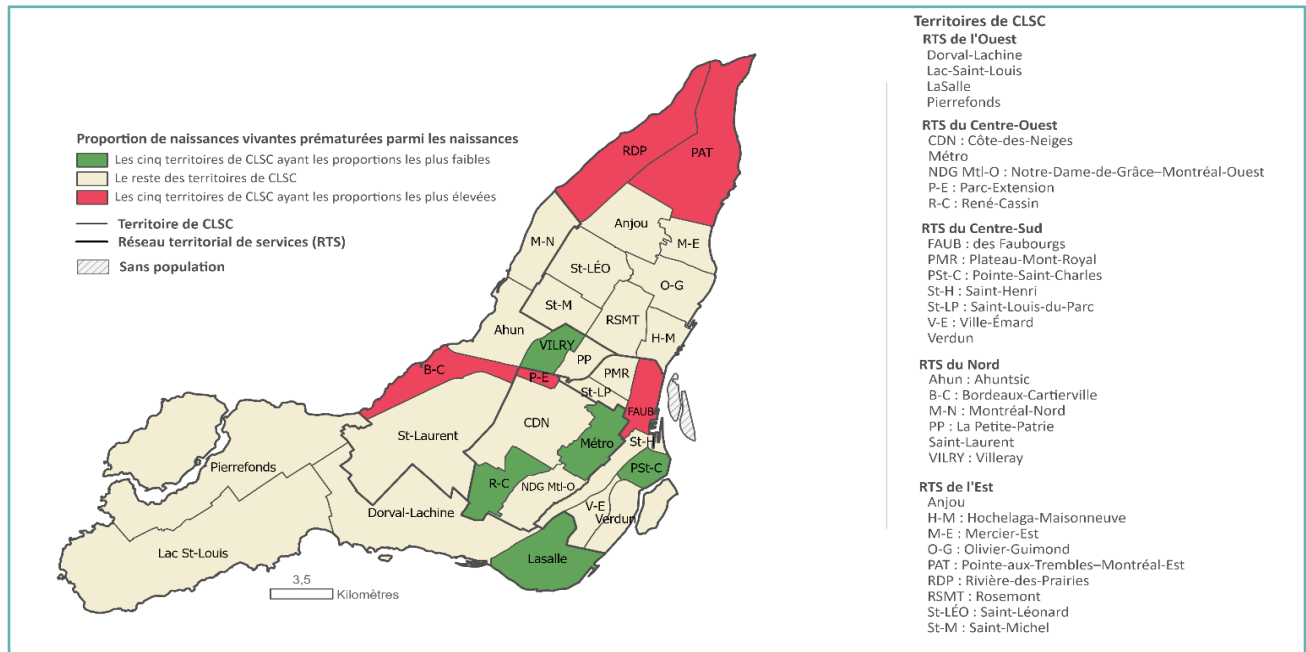 Territoires de CLSC
RTS de l'Ouest
Dorval-Lachine
Lac-Saint-Louis
LaSalle
Pierrefonds
RTS du Centre-Ouest
CDN : Côte-des-Neiges
Métro
NDG Mtl-O : Notre-Dame-de-Grâce–Montréal-Ouest
P-E : Parc-Extension
R-C : René-Cassin
RTS du Centre-Sud
FAUB : des Faubourgs
PMR : Plateau-Mont-Royal
PSt-C : Pointe-Saint-Charles
St-H : Saint-Henri
St-LP : Saint-Louis-du-Parc
V-E : Ville-Émard
Verdun
RTS du Nord
Ahun : Ahuntsic
B-C : Bordeaux-Cartierville
M-N : Montréal-Nord
PP : La Petite-Patrie
Saint-Laurent
VILRY : Villeray
RTS de l'Est
Anjou
H-M : Hochelaga-Maisonneuve
M-E : Mercier-Est
O-G : Olivier-Guimond
PAT : Pointe-aux-Trembles–Montréal-Est
RDP : Rivière-des-Prairies
RSMT : Rosemont
St-LÉO : Saint-Léonard
St-M : Saint-Michel
Proportion de naissances vivantes prématurées parmi les naissances
Les cinq territoires de CLSC ayant les proportions les plus faibles
Le reste des territoires de CLSC
Les cinq territoires de CLSC ayant les proportions les plus élevées
Territoire de CLSC
Réseau territorial de services (RTS)
Sans population
RDP
PAT
Anjou
M-N
M-E
St-LÉO
O-G
St-M
RSMT
Ahun
H-M
VILRY
PP
B-C
P-E
PMR
St-LP
FAUB
CDN
St-Laurent
Métro
St-H
Pierrefonds
PSt-C
R-C
NDG Mtl-O
V-E
Dorval-Lachine
Verdun
Lac St-Louis
Lasalle
3,5
Kilomètres